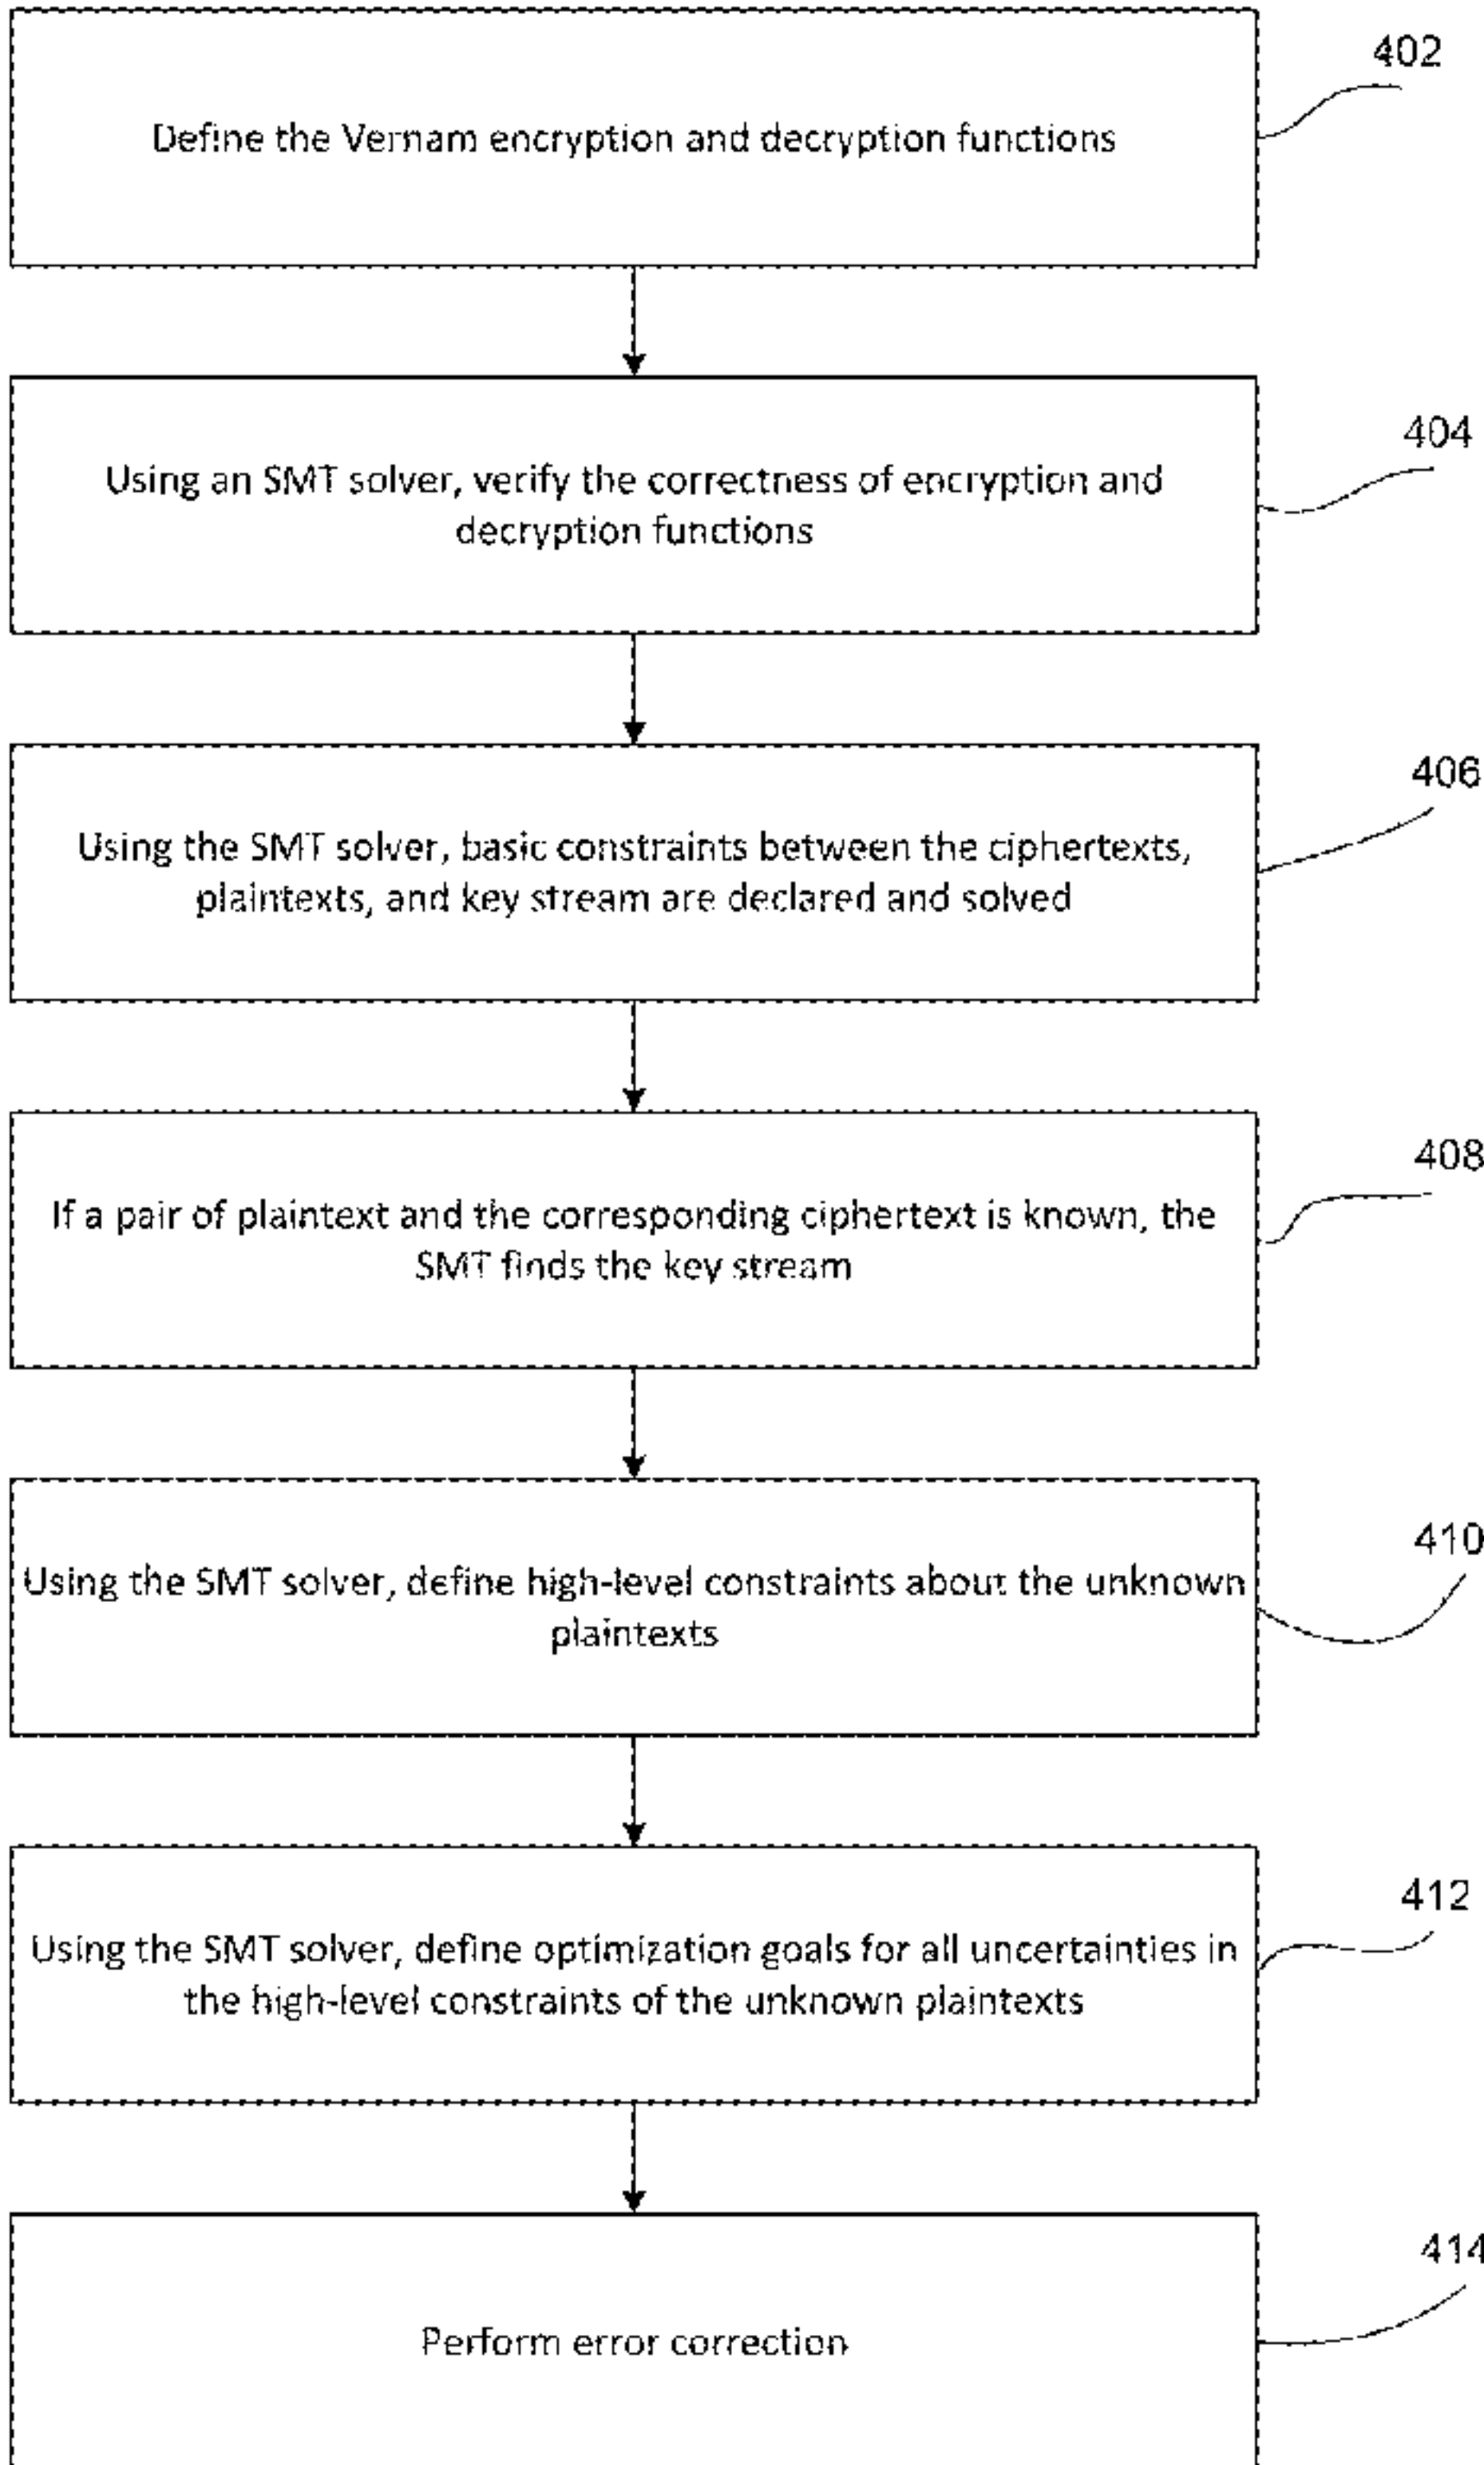 402
Define the Vernam encryption and decryption functions
404
Using an SMT solver, verify the correctness of encryption and
decryption functions
406
Using the SMT solver, basic constraints between the ciphertexts,
plaintexts, and key stream are declared and solved
408
If a pair of plaintext and the corresponding ciphertext is known, the
SMT finds the key stream
410
Using the SMT solver, define high-level constraints about the unknown
plaintexts
412
Using the SMT solver, define optimization goals for all uncertainties in
the high-level constraints of the unknown plaintexts
414
Perform error correction